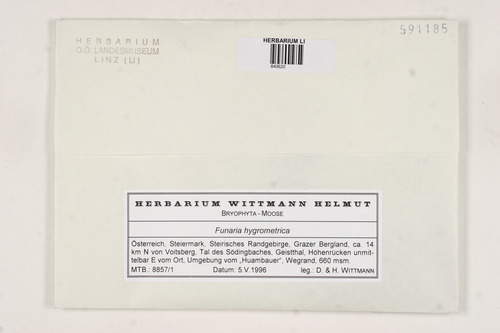 HERBARIUM
O.Ö. LANDESMUSEUM
LINZ (LI)
HERBARIUM LI
840620
591185
HERBARIUM WITTMANN HELMUT
BRYOPHYTA - MOOSE
Funaria hygrometrica
Österreich, Steiermark, Steirisches Randgebirge, Grazer Bergland, ca. 14
km N von Voitsberg, Tal des Södingbaches, Geistthal, Höhenrücken unmit-
telbar E vom Ort, Umgebung vom „Huambauer“, Wegrand, 660 msm.
MTB.: 8857/1 Datum: 5.V.1996 leg.: D. & H. WITTMANN